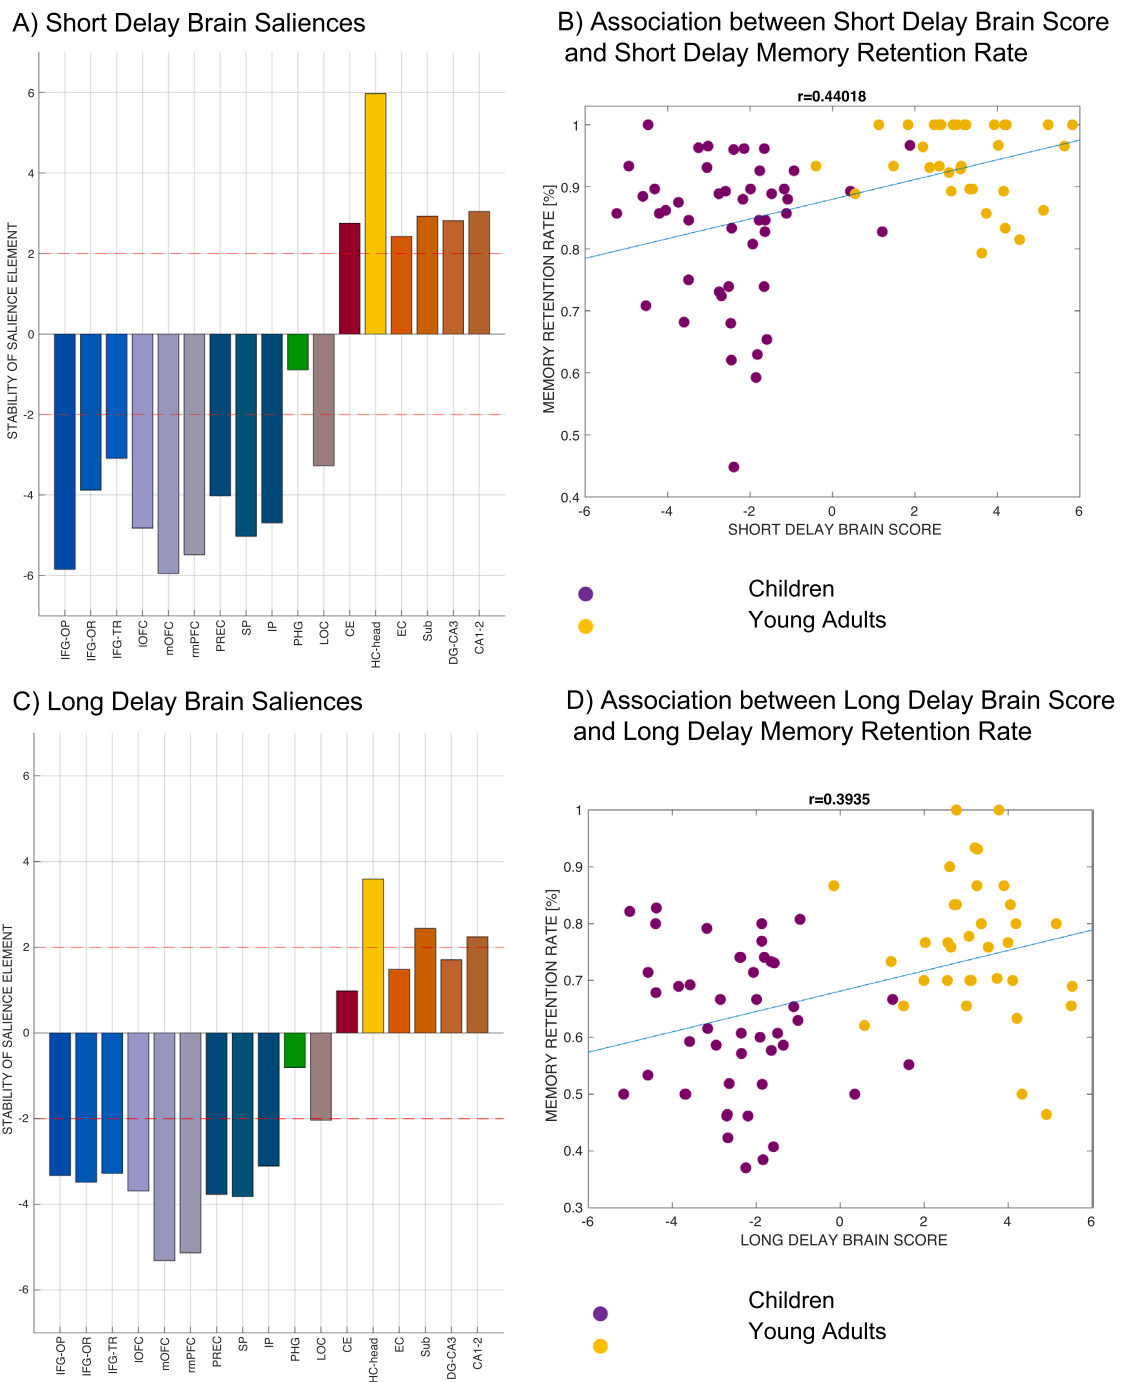 A) Short Delay Brain Saliences
B) Association between Short Delay Brain Score
and Short Delay Memory Retention Rate
STABILITY OF SALIENCE ELEMENT
6
4
2
0
-2
-4
-6
IFG-OP
IFG-OR
IFG-TR
lOFC
mOFC
rmPFC
PREC
SP
IP
PHG
LOC
CE
HC-head
EC
Sub
DG-CA3
CA1-2
r=0.44018
MEMORY RETENTION RATE [%]
1
0.9
0.8
0.7
0.6
0.5
0.4
-6
-4
-2
0
2
4
6
SHORT DELAY BRAIN SCORE
Children
Young Adults
C) Long Delay Brain Saliences
D) Association between Long Delay Brain Score
and Long Delay Memory Retention Rate
STABILITY OF SALIENCE ELEMENT
6
4
2
0
-2
-4
-6
IFG-OP
IFG-OR
IFG-TR
lOFC
mOFC
rmPFC
PREC
SP
IP
PHG
LOC
CE
HC-head
EC
Sub
DG-CA3
CA1-2
r=0.3935
MEMORY RETENTION RATE [%]
1
0.9
0.8
0.7
0.6
0.5
0.4
0.3
-6
-4
-2
0
2
4
6
LONG DELAY BRAIN SCORE
Children
Young Adults